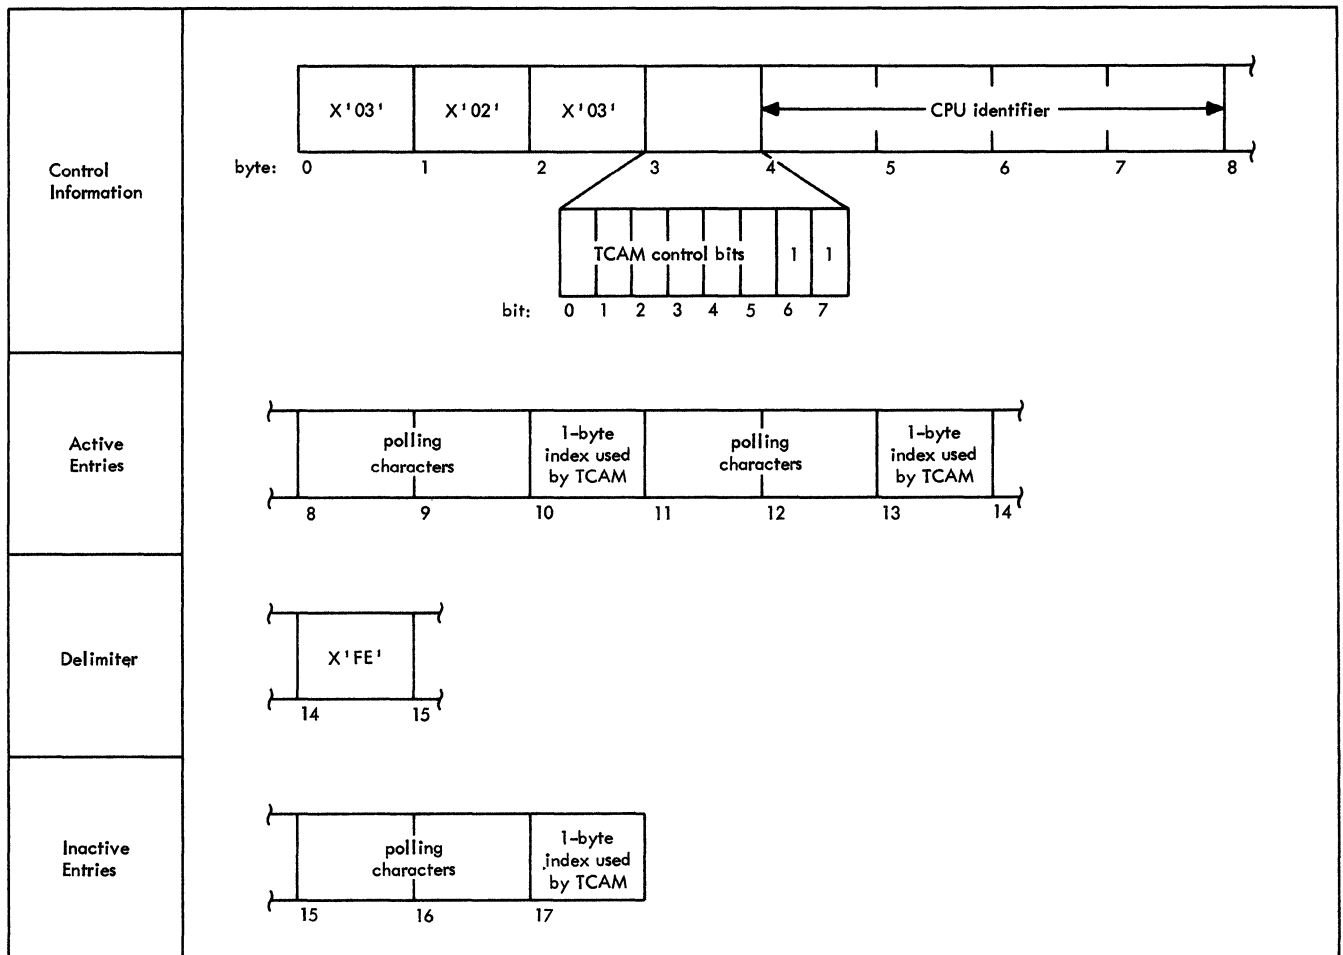 Control
Information
X'03' X'02' X'03' CPU identifier
byte: 0 1 2 3 4 5 6 7 8
TCAM control bits 1 1
bit: 0 1 2 3 4 5 6 7
Active
Entries
polling
characters
1-byte
index used
by TCAM
polling
characters
1-byte
index used
by TCAM
8 9 10 11 12 13 14
Delimiter
X'FE'
14 15
Inactive
Entries
polling
characters
1-byte
index used
by TCAM
15 16 17